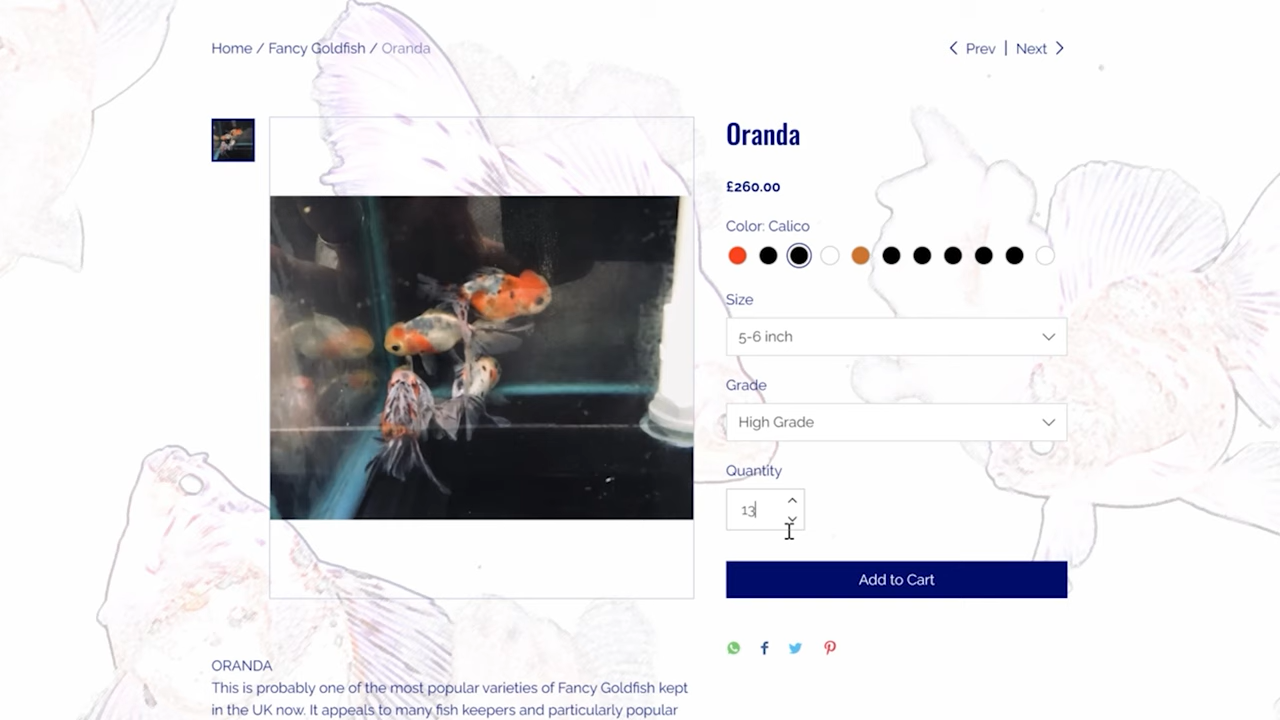 Home / Fancy Goldfish / Oranda
Prev | Next
Oranda
£260.00
Color: Calico
Size
5-6 inch
Grade
High Grade
Quantity
13
Add to Cart
ORANDA
This is probably one of the most popular varieties of Fancy Goldfish kept
in the UK now. It appeals to many fish keepers and particularly popular